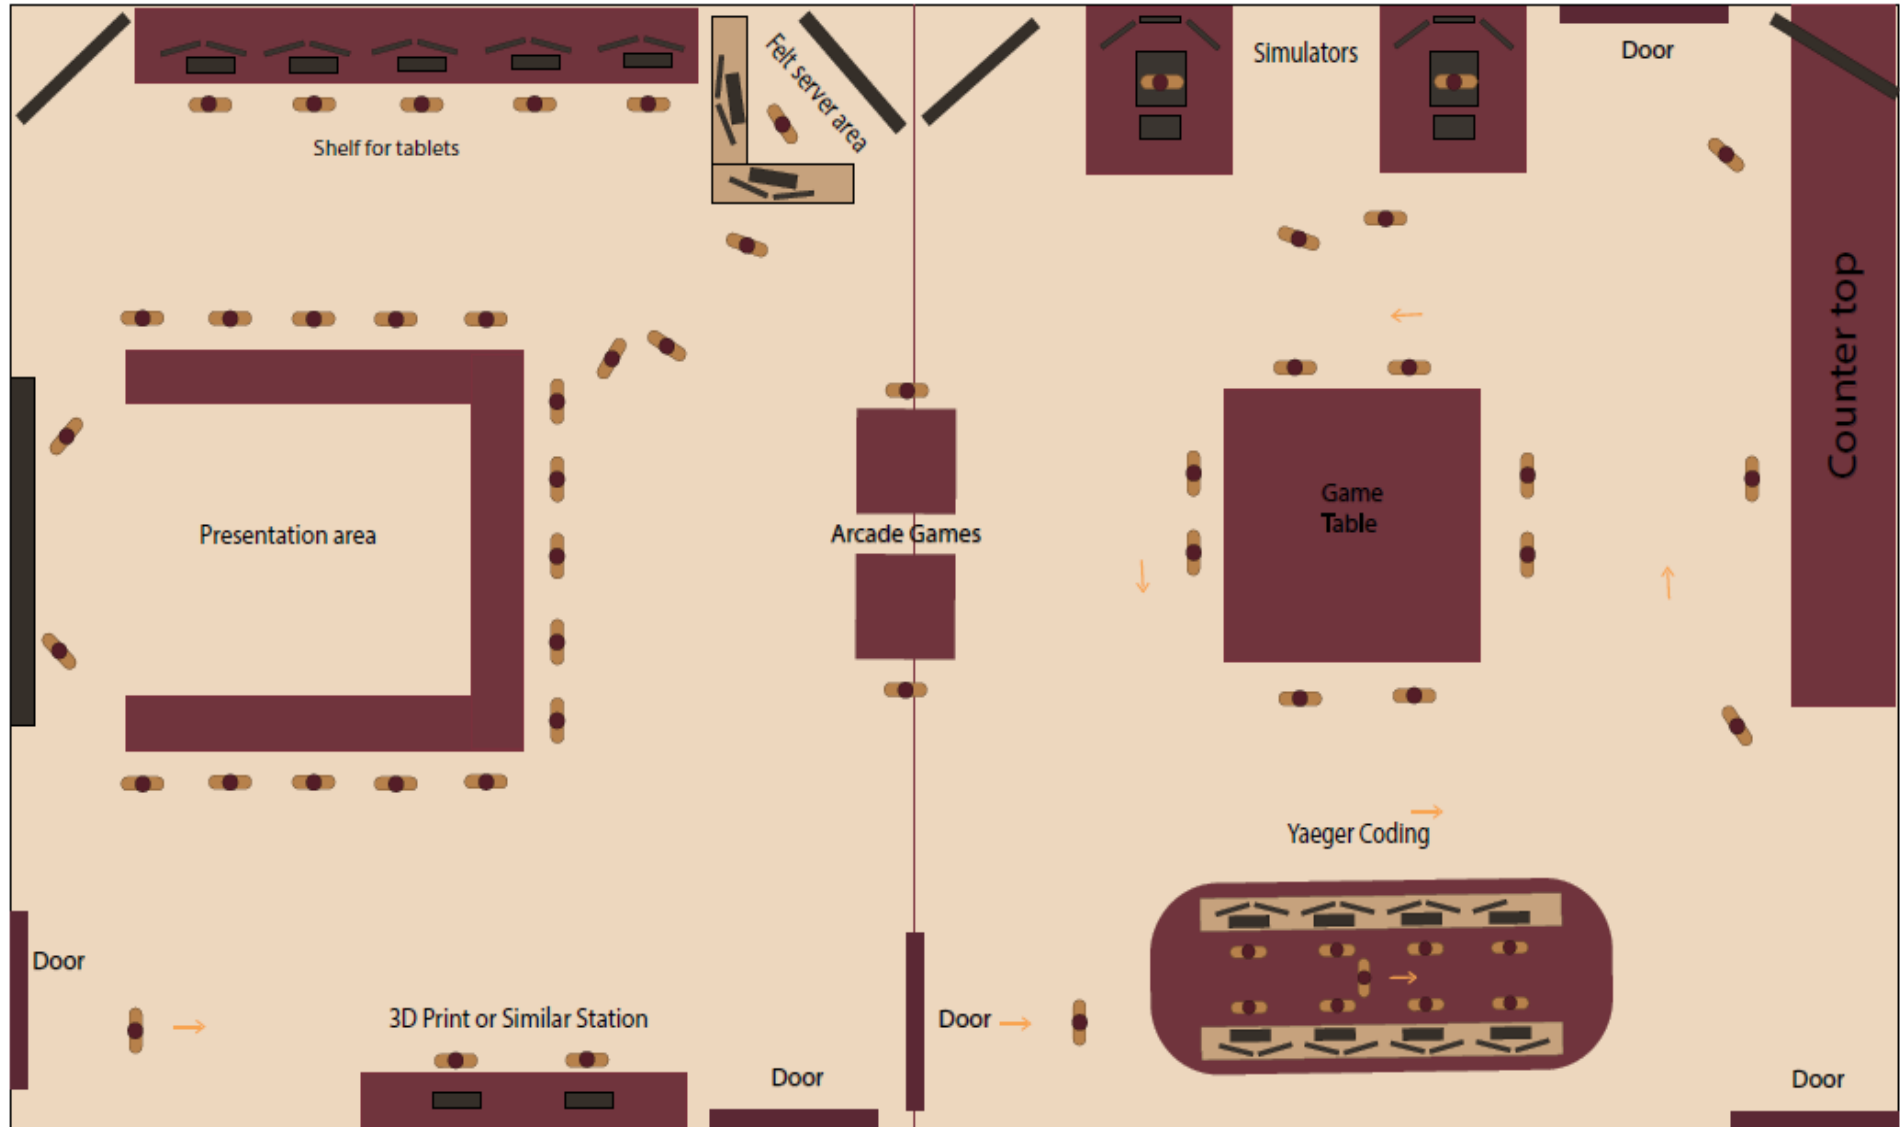 Felt server area
Simulators
Door
Shelf for tablets
Counter top
Presentation area
Arcade Games
Game
Table
Yaeger Coding
Door
3D Print or Similar Station
Door
Door
Door